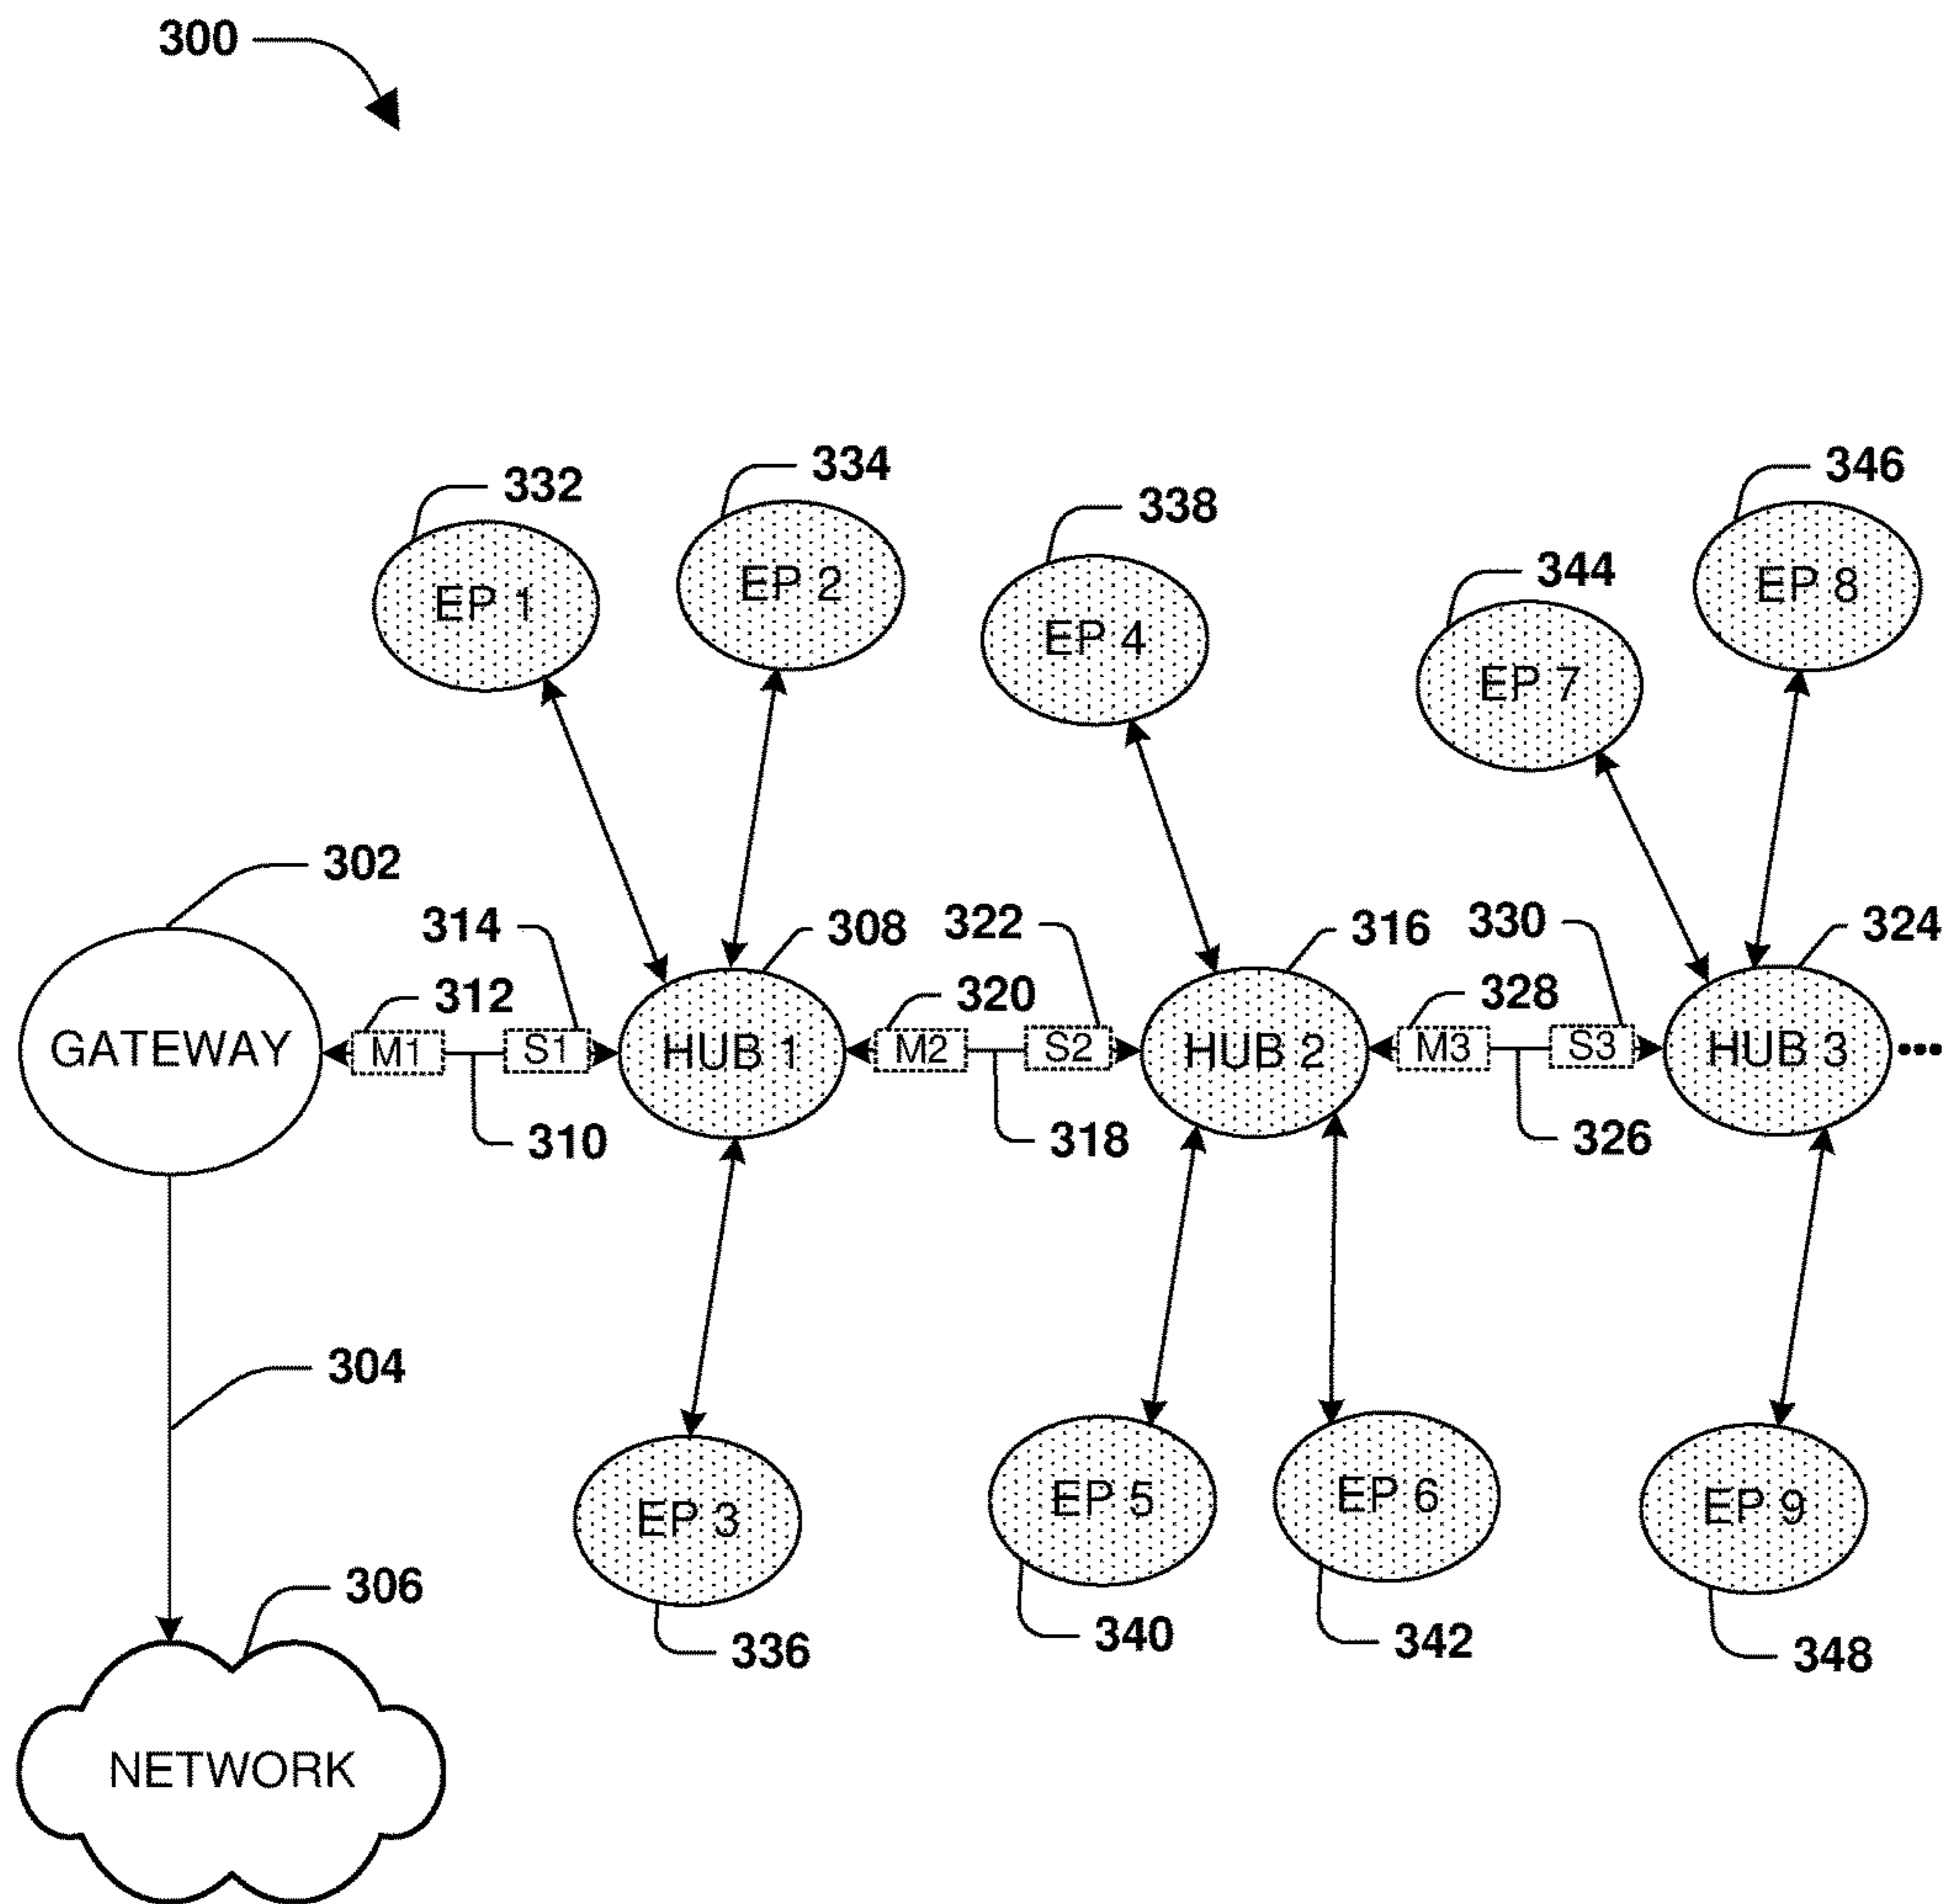 300
332
334
338
346
344
EP 1
EP 2
EP 4
EP 7
EP 8
302
314
308
322
316
330
324
312
320
328
GATEWAY
M1
S1
HUB 1
M2
S2
HUB 2
M3
S3
HUB 3
•••
310
318
326
304
EP 3
EP 5
EP 6
EP 9
306
336
340
342
348
NETWORK